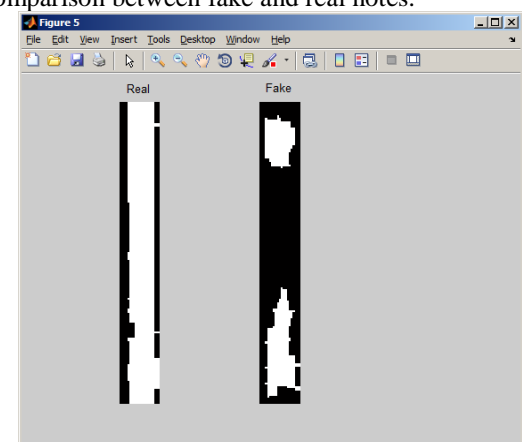 omparison between fake and real notes.
Figure 5
File Edit View Insert Tools Desktop Window Help
Real Fake